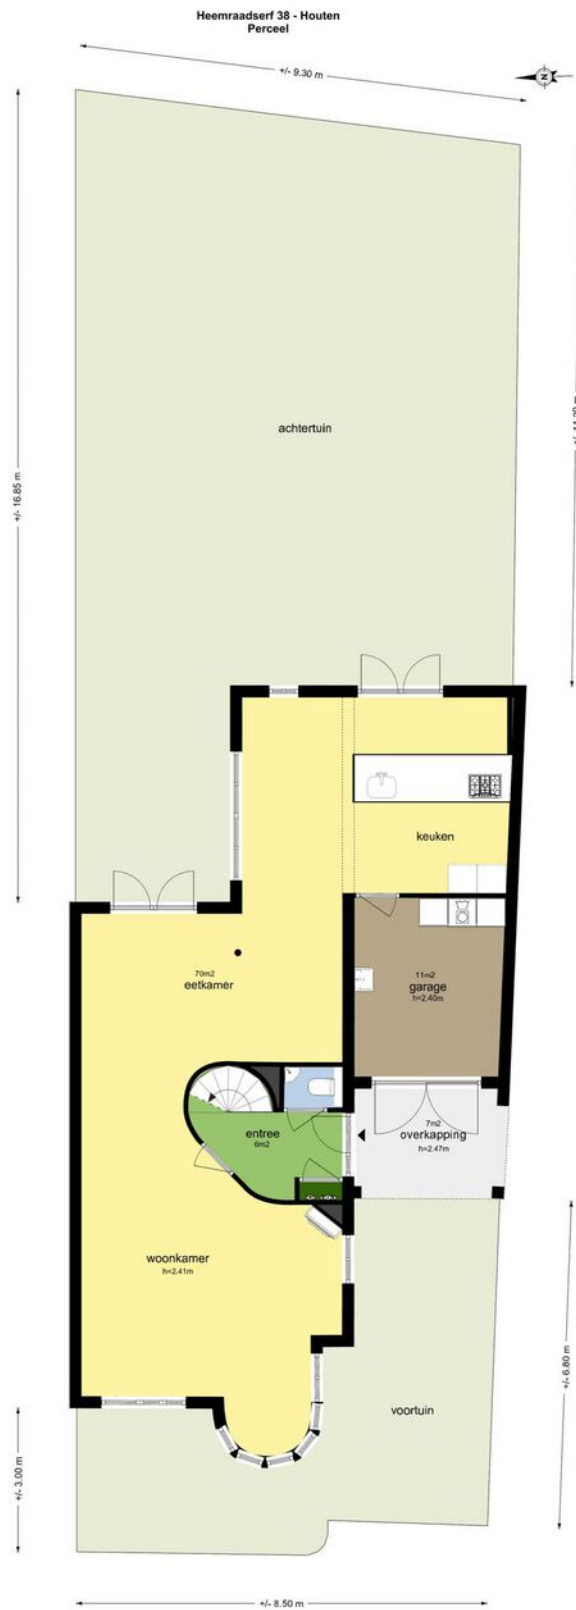 Heemraadserf 38 - Houten
Perceel
+/- 9.30 m
N
+/- 16.85 m
achtertuin
keuken
70m2
eetkamer
11m2
garage
h=2.40m
entree
6m2
7m2
overkapping
h=2.47m
woonkamer
h=2.41m
voortuin
+/- 6.80 m
+/- 3.00 m
+/- 8.50 m